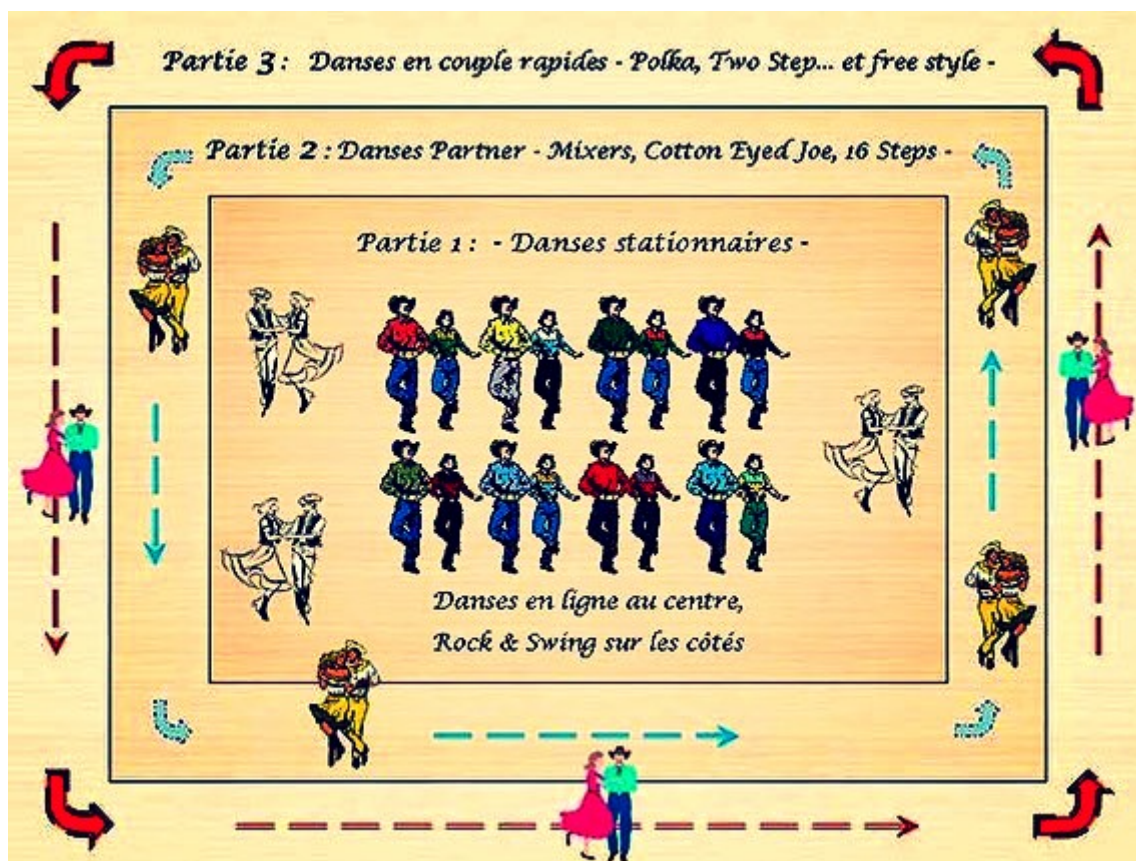 Partie 3 : Danses en couple rapides - Polka, Two Step... et free style -
Partie 2 : Danses Partner - Mixers, Cotton Eyed Joe, 16 Steps -
Partie 1 : - Danses stationnaires -
Danses en ligne au centre,
Rock & Swing sur les côtés